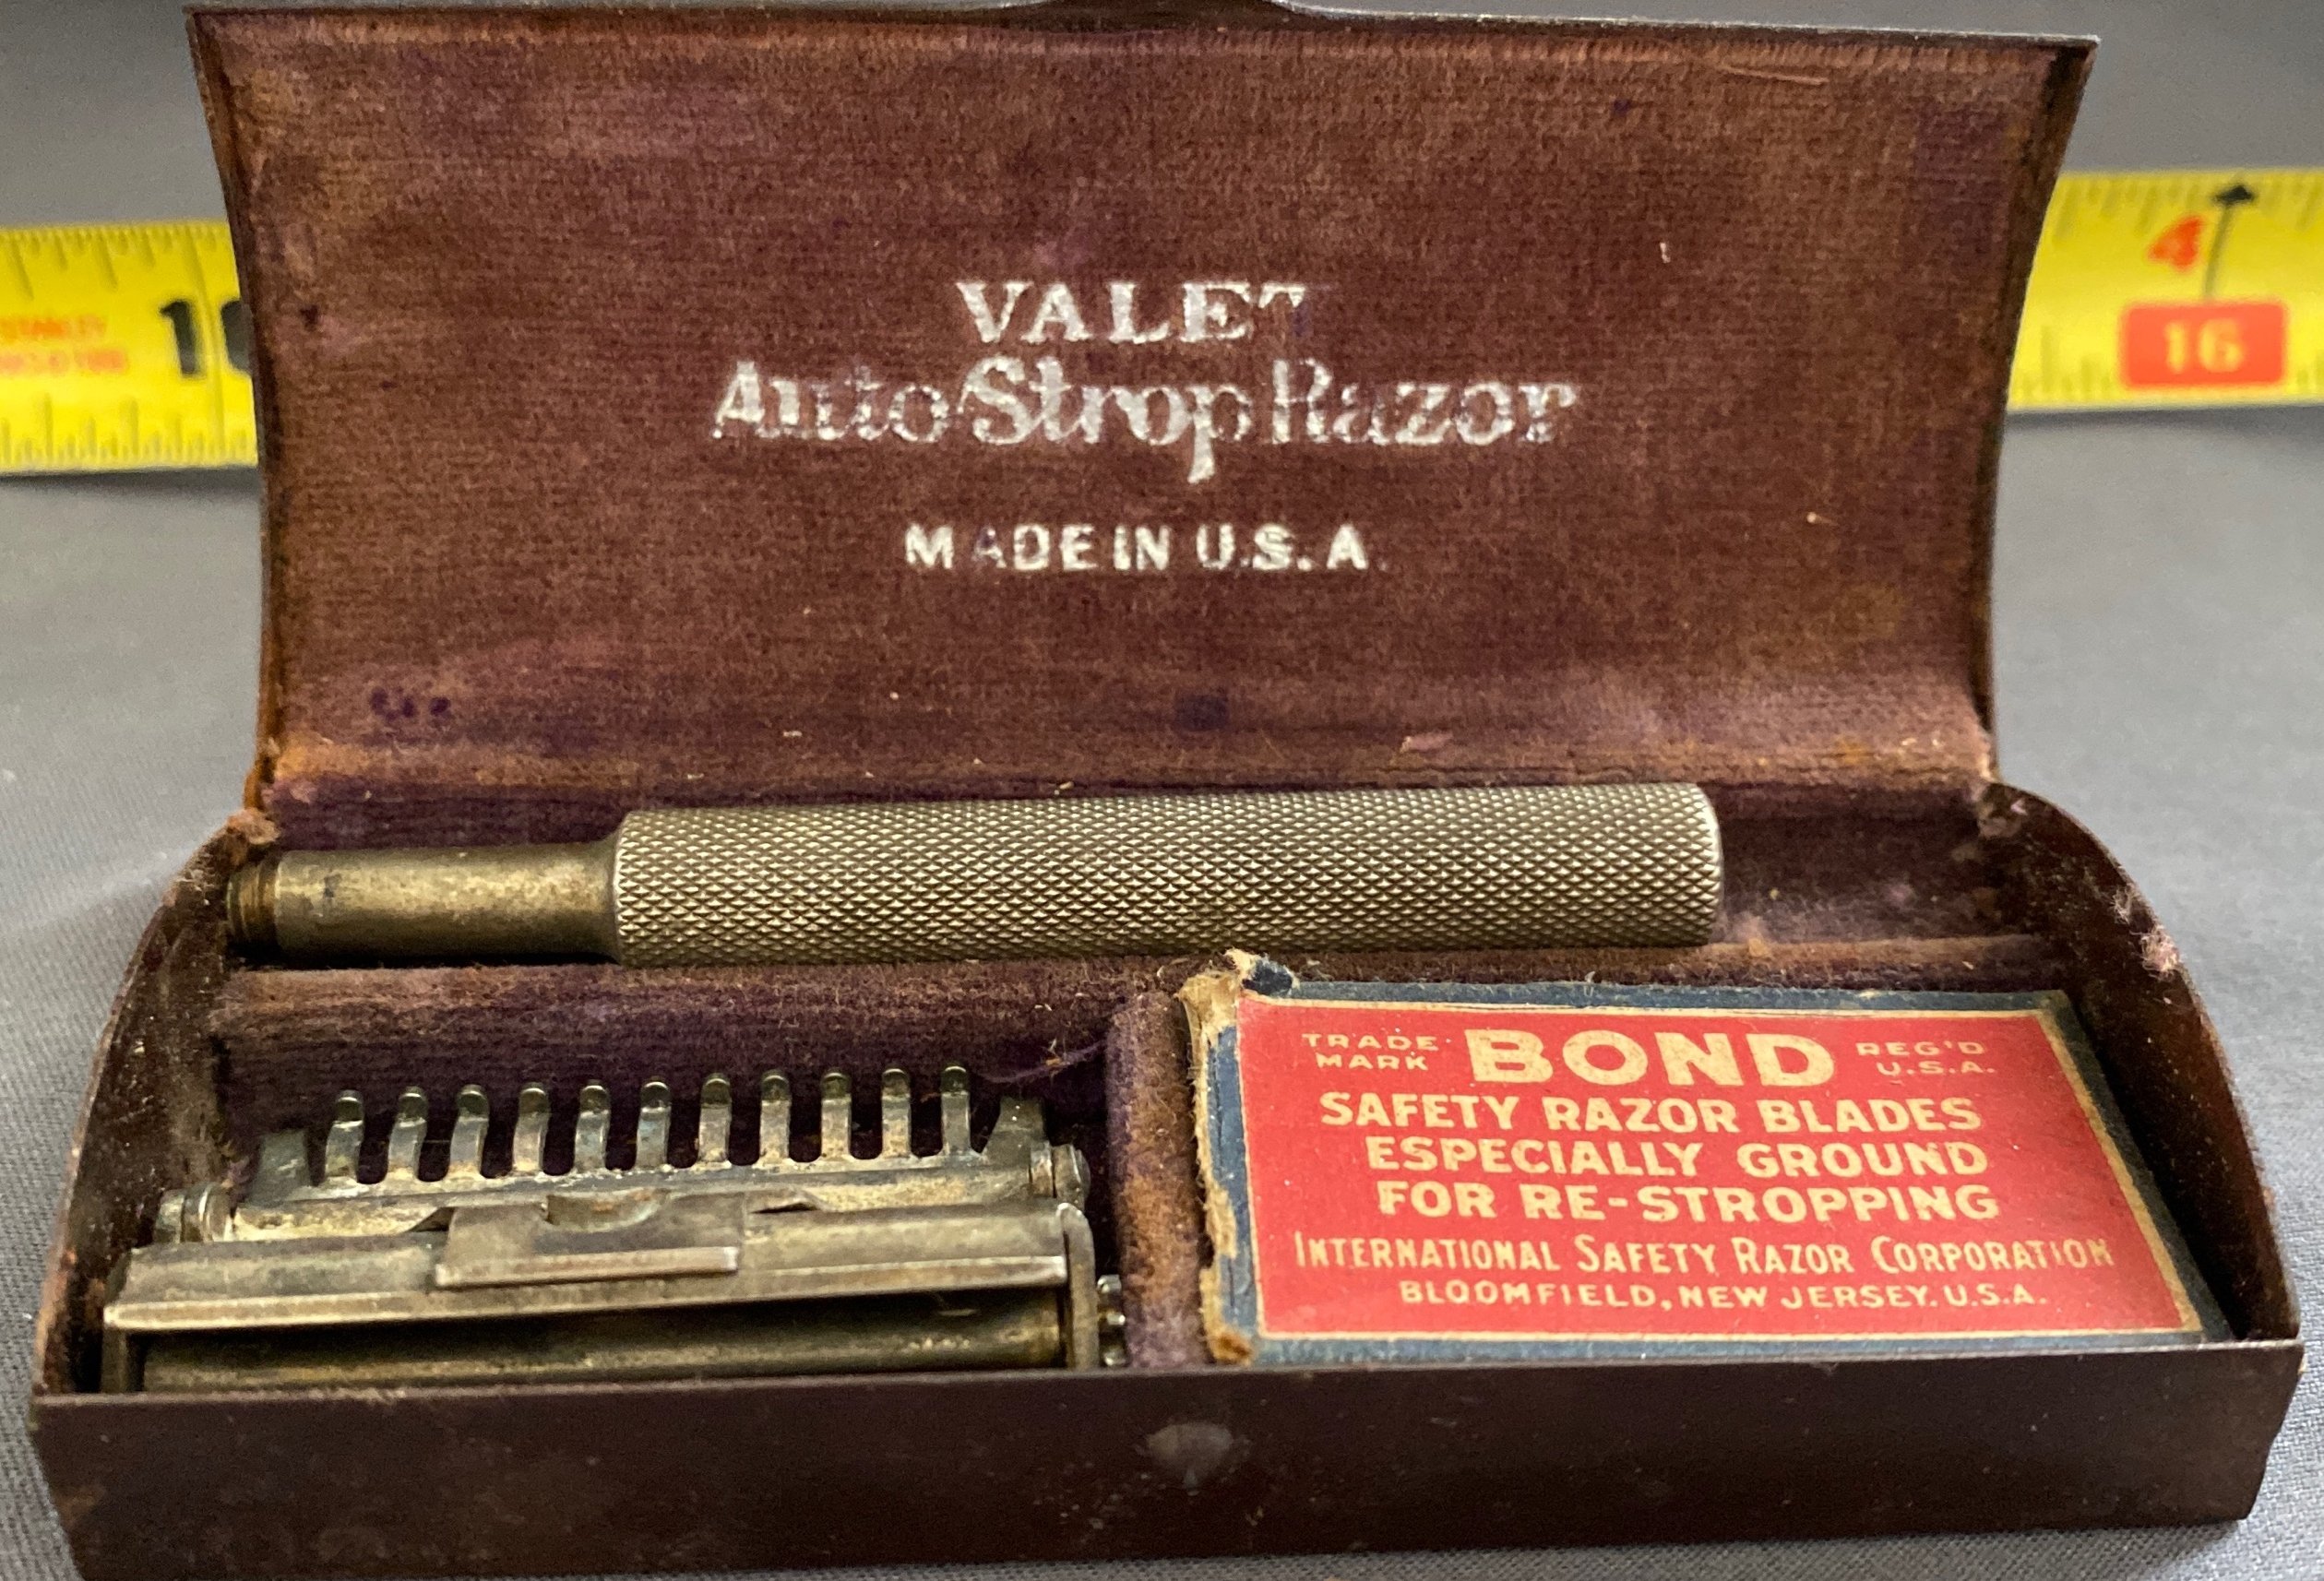 VALET
AutoStrop Razor
MADE IN U.S.A.
10
4
16
TRADE MARK BOND REG'D U.S.A.
SAFETY RAZOR BLADES
ESPECIALLY GROUND
FOR RE-STROPPING
INTERNATIONAL SAFETY RAZOR CORPORATION
BLOOMFIELD, NEW JERSEY. U.S.A.